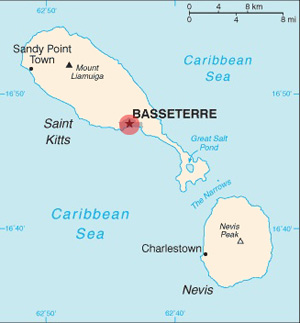 62°50'
62°40'
0 4 8 km
0 4 8 mi
Sandy Point
Town
Mount
Liamuiga
Caribbean
Sea
16°50'
16°50'
BASSETERRE
Saint
Kitts
Great Salt
Pond
The Narrows
Caribbean
Sea
16°40'
16°40'
Nevis
Peak
Charlestown
Nevis
62°50'
62°40'